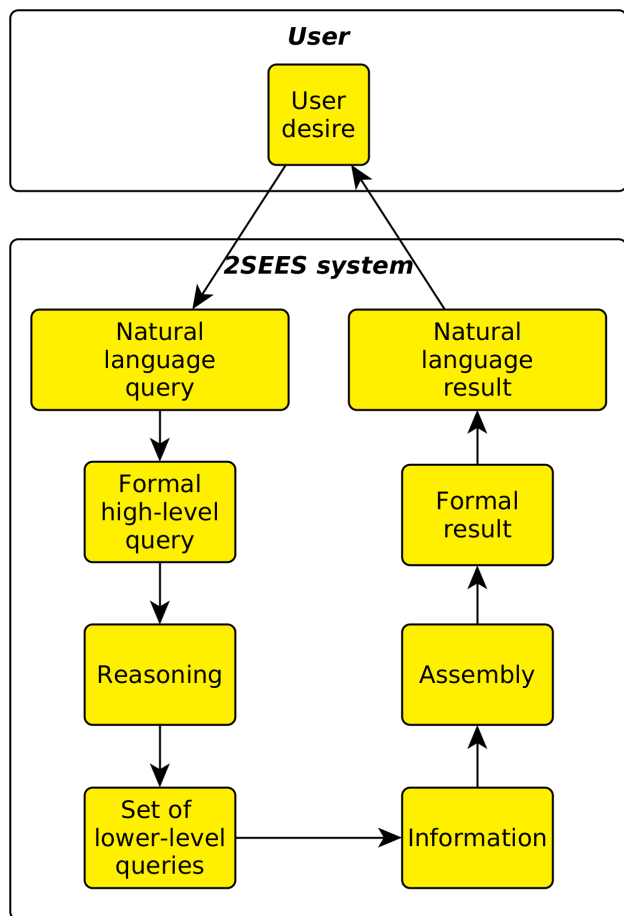 User
User
desire
2SEES system
Natural
language
query
Natural
language
result
Formal
high-level
query
Formal
result
Reasoning
Assembly
Set of
lower-level
queries
Information